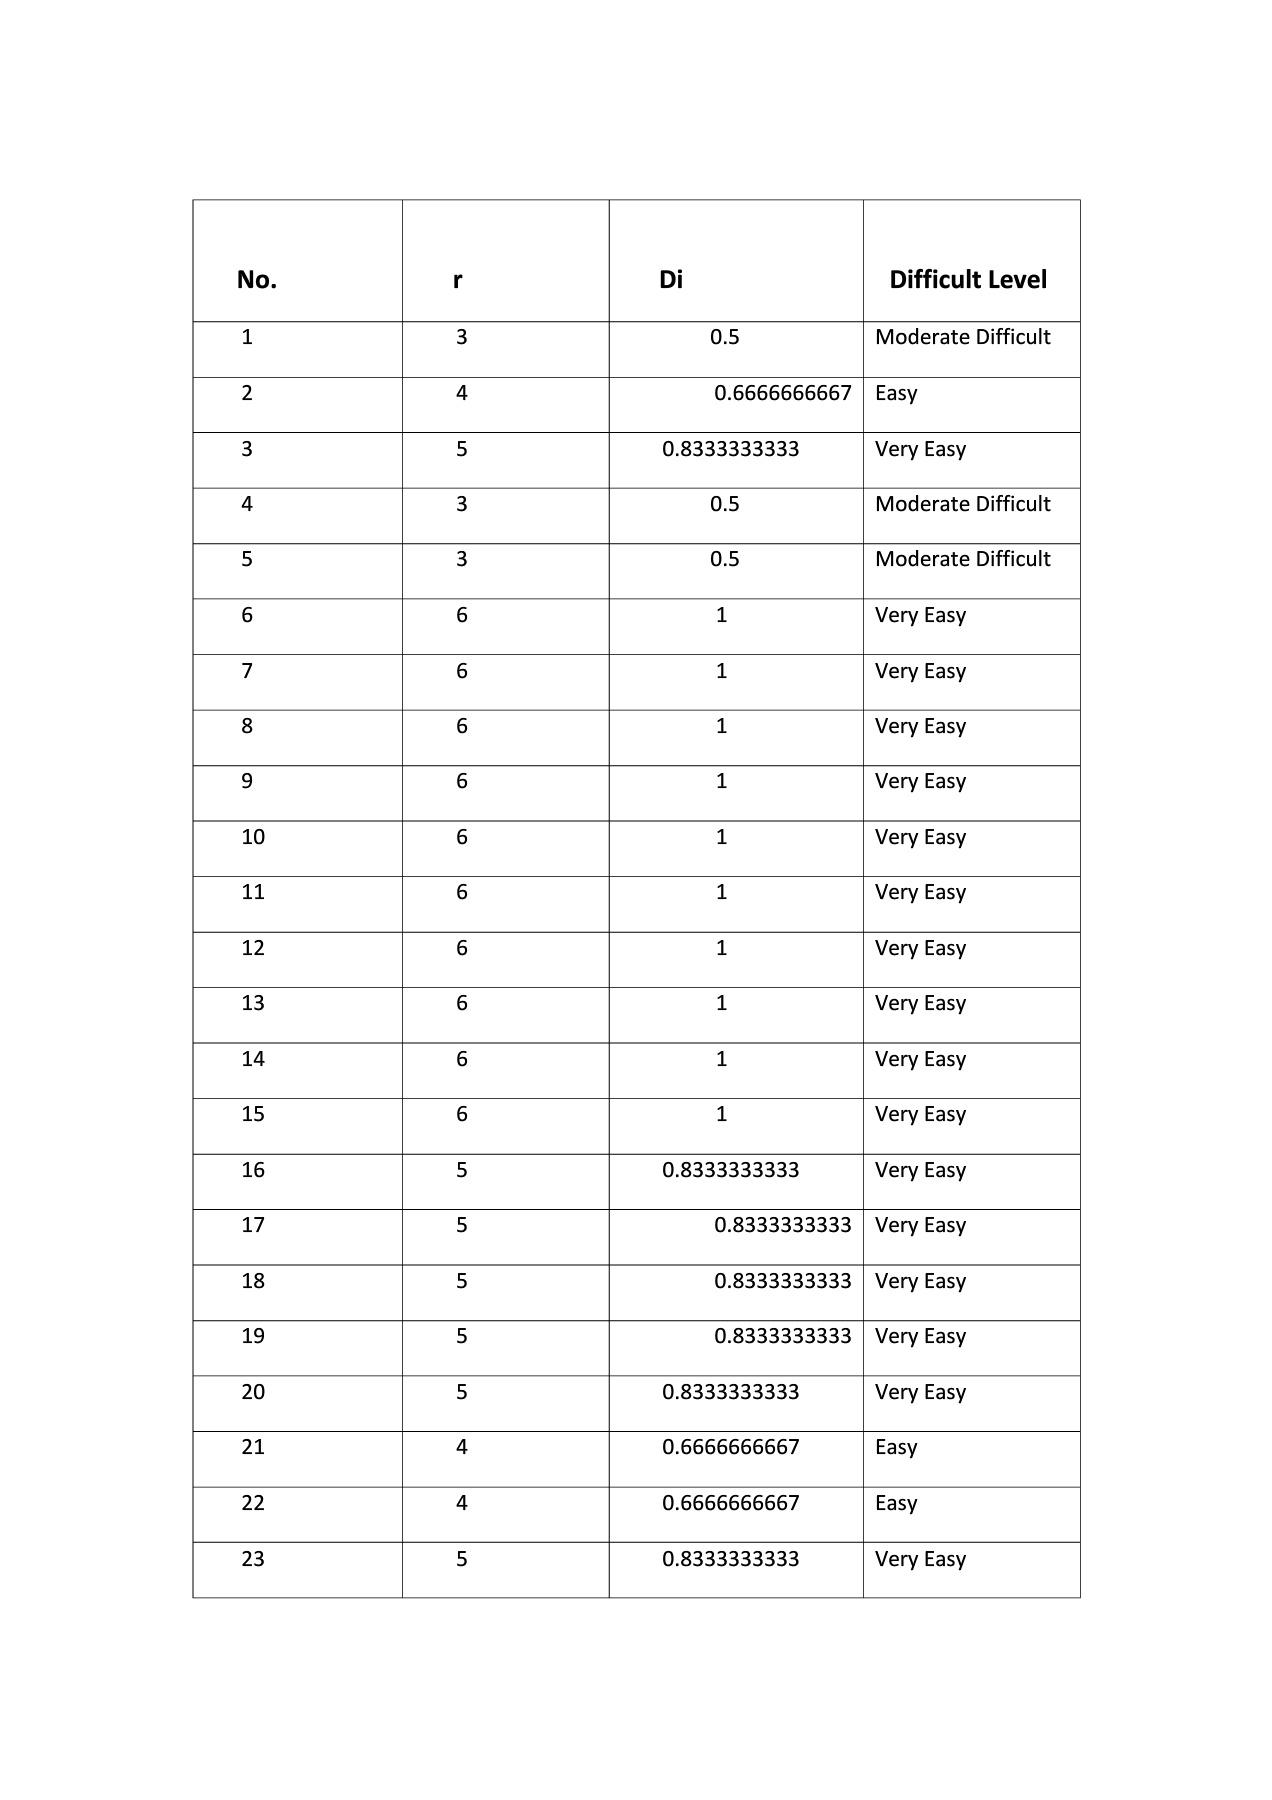 No. r Di Difficult Level
1 3 0.5 Moderate Difficult
2 4 0.6666666667 Easy
3 5 0.8333333333 Very Easy
4 3 0.5 Moderate Difficult
5 3 0.5 Moderate Difficult
6 6 1 Very Easy
7 6 1 Very Easy
8 6 1 Very Easy
9 6 1 Very Easy
10 6 1 Very Easy
11 6 1 Very Easy
12 6 1 Very Easy
13 6 1 Very Easy
14 6 1 Very Easy
15 6 1 Very Easy
16 5 0.8333333333 Very Easy
17 5 0.8333333333 Very Easy
18 5 0.8333333333 Very Easy
19 5 0.8333333333 Very Easy
20 5 0.8333333333 Very Easy
21 4 0.6666666667 Easy
22 4 0.6666666667 Easy
23 5 0.8333333333 Very Easy